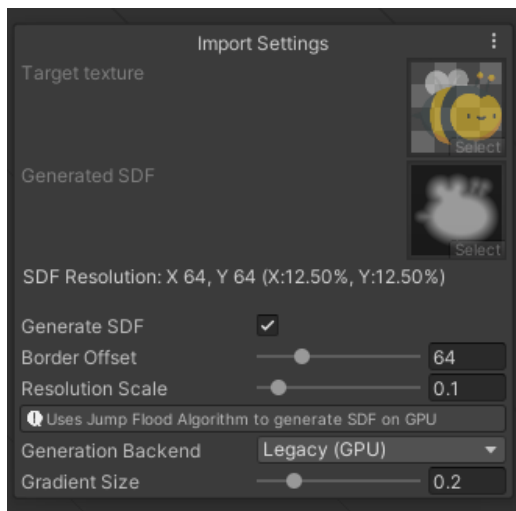 Import Settings
Target texture
Select
Generated SDF
Select
SDF Resolution: X 64, Y 64 (X:12.50%, Y:12.50%)
Generate SDF
Border Offset 64
Resolution Scale 0.1
Uses Jump Flood Algorithm to generate SDF on GPU
Generation Backend Legacy (GPU)
Gradient Size 0.2